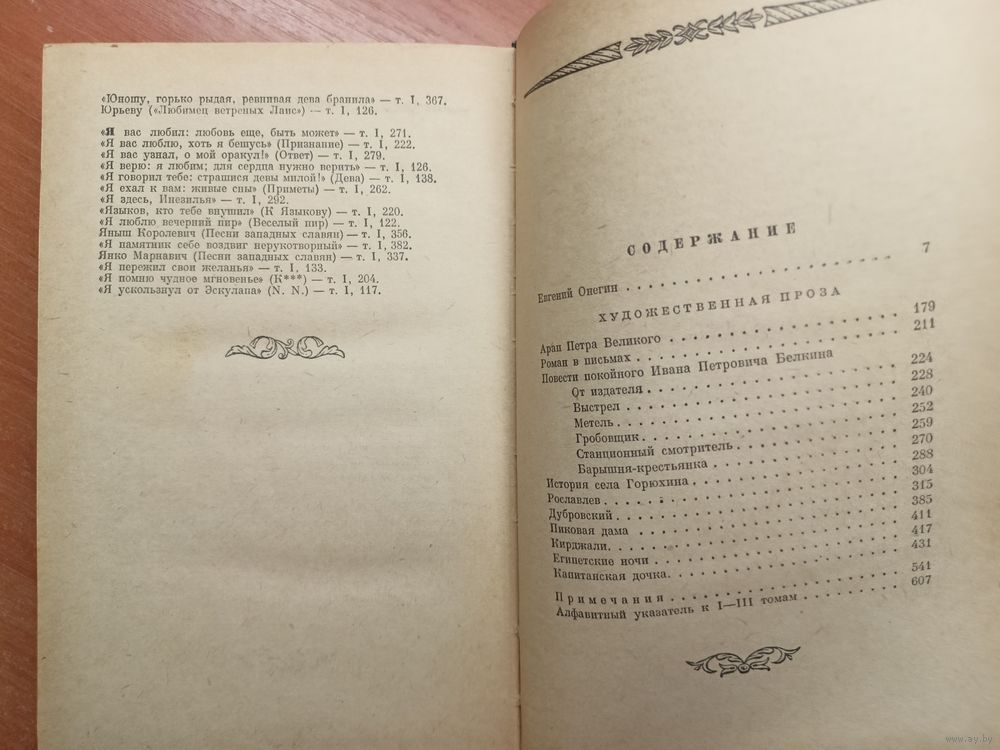 «Юношу, горько рыдая, ревнивая дева бранила» — т. I, 367.
Юрьеву («Любимец ветреных Лаис») — т. I, 126.
«Я вас любил: любовь еще, быть может» — т. I, 271.
«Я вас люблю, хоть я бешусь» (Признание) — т. I, 222.
«Я вас узнал, о мой оракул!» (Ответ) — т. I, 279.
«Я верю: я любим; для сердца нужно верить» — т. I, 126.
«Я говорил тебе: страшися девы милой!» (Дева) — т. I, 138.
«Я ехал к вам: живые сны» (Приметы) — т. I, 262.
«Я здесь, Инезилья» — т. I, 292.
«Языков, кто тебе внушил» (К Языкову) — т. I, 220.
«Я люблю вечерний пир» (Веселый пир) — т. I, 122.
Яныш Королевич (Песни западных славян) — т. I, 356.
«Я памятник себе воздвиг нерукотворный» — т. I, 382.
Янко Марнавич (Песни западных славян) — т. I, 337.
«Я пережил свои желанья» — т. I, 133.
«Я помню чудное мгновенье» (К***) — т. I, 204.
«Я ускользнул от Эскулапа» (N. N.) — т. I, 117.
СОДЕРЖАНИЕ
Евгений Онегин . . . . . . . . . . 7
ХУДОЖЕСТВЕННАЯ ПРОЗА
Арап Петра Великого . . . . . . . . . . 179
Роман в письмах . . . . . . . . . . 211
Повести покойного Ивана Петровича Белкина
От издателя . . . . . . . . . . 224
Выстрел . . . . . . . . . . 228
Метель . . . . . . . . . . 240
Гробовщик . . . . . . . . . . 252
Станционный смотритель . . . . . . . . . . 259
Барышня-крестьянка . . . . . . . . . . 270
История села Горюхина . . . . . . . . . . 288
Рославлев . . . . . . . . . . 304
Дубровский . . . . . . . . . . 315
Пиковая дама . . . . . . . . . . 385
Кирджали . . . . . . . . . . 411
Египетские ночи . . . . . . . . . . 417
Капитанская дочка . . . . . . . . . . 431
Примечания . . . . . . . . . . 541
Алфавитный указатель к I—III томам . . . . . . . . . . 607
www.ay.by